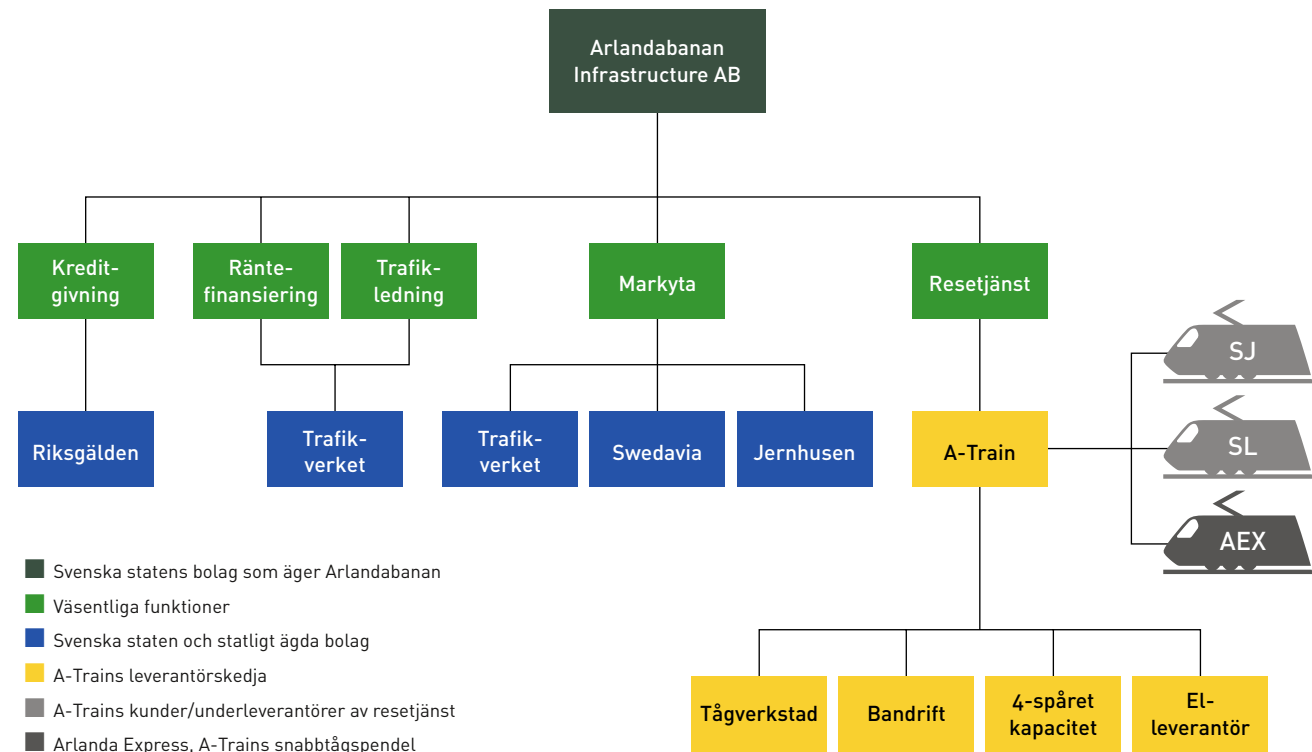 Arlandabanan
Infrastructure AB
Kredit-
givning
Ränte-
finansiering
Trafik-
ledning
Markyta
Resetjänst
SJ
SL
AEX
Riksgälden
Trafik-
verket
Trafik-
verket
Swedavia
Jernhusen
A-Train
Svenska statens bolag som äger Arlandabanan
Väsentliga funktioner
Svenska staten och statligt ägda bolag
A-Trains leverantörskedja
A-Trains kunder/underleverantörer av resetjänst
Arlanda Express, A-Trains snabbtågspendel
Tågverkstad
Bandrift
4-spåret
kapacitet
El-
leverantör